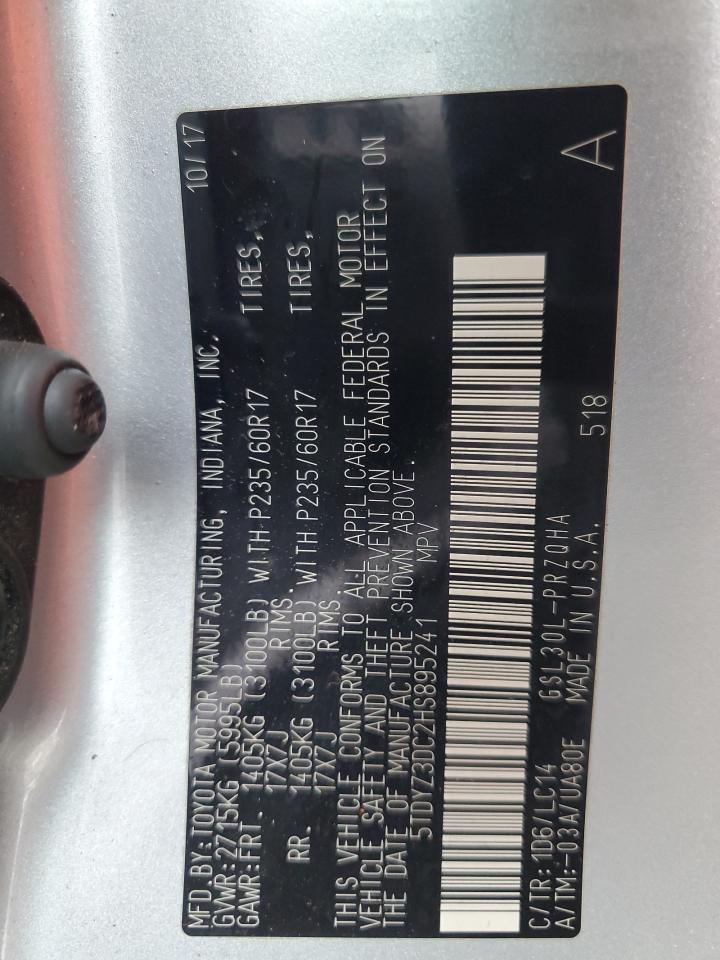 MFD. BY: TOYOTA MOTOR MANUFACTURING, INDIANA, INC. 10/17
GVWR: 2715KG (5995LB)
GAWR: FRT. 1405KG (3100LB) WITH P235/60R17 TIRES,
17X7J RIMS.
RR. 1405KG (3100LB) WITH P235/60R17 TIRES,
17X7J RIMS.
THIS VEHICLE CONFORMS TO ALL APPLICABLE FEDERAL MOTOR
VEHICLE SAFETY AND THEFT PREVENTION STANDARDS IN EFFECT ON
THE DATE OF MANUFACTURE SHOWN ABOVE.
5TDYZ3DC2HS895241 MPV
C/TR: 1D6/LC14 GSL30L-PRZQHA 518 A
A/TM: -03A/UA80E MADE IN U.S.A.